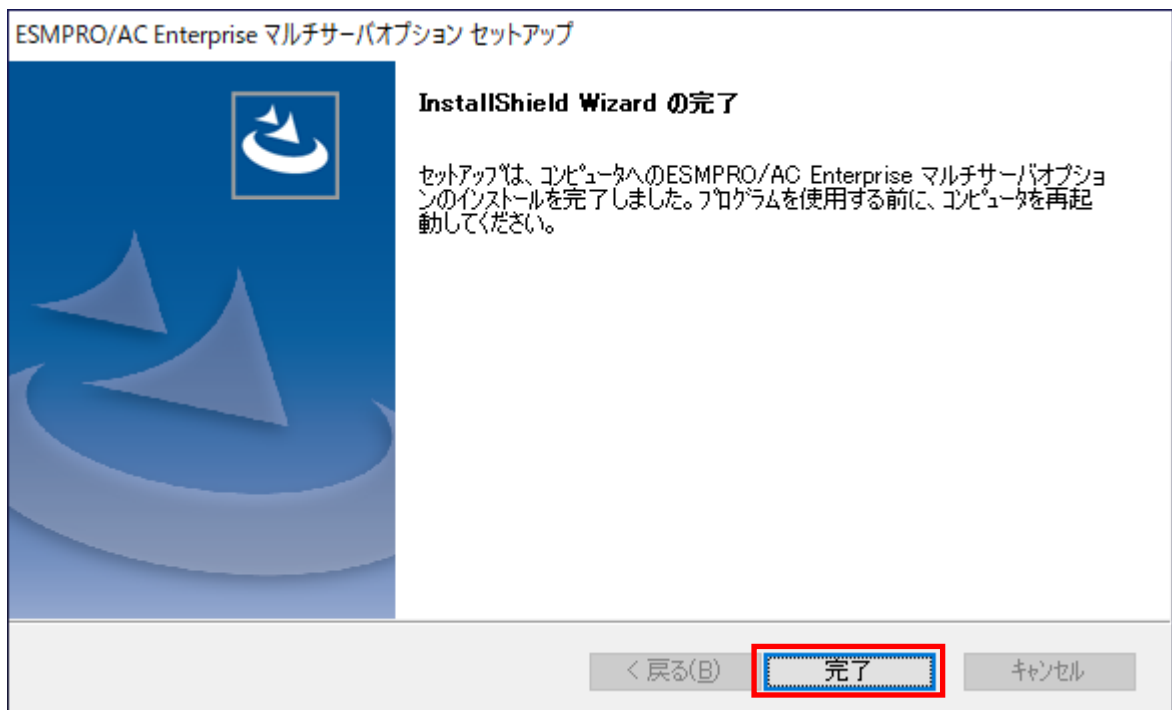 ESMPRO/AC Enterprise マルチサーバオプション セットアップ
InstallShield Wizard の完了
セットアップは、コンピュータへのESMPRO/AC Enterprise マルチサーバオプショ
ンのインストールを完了しました。プログラムを使用する前に、コンピュータを再起
動してください。
< 戻る(B)
完了
キャンセル